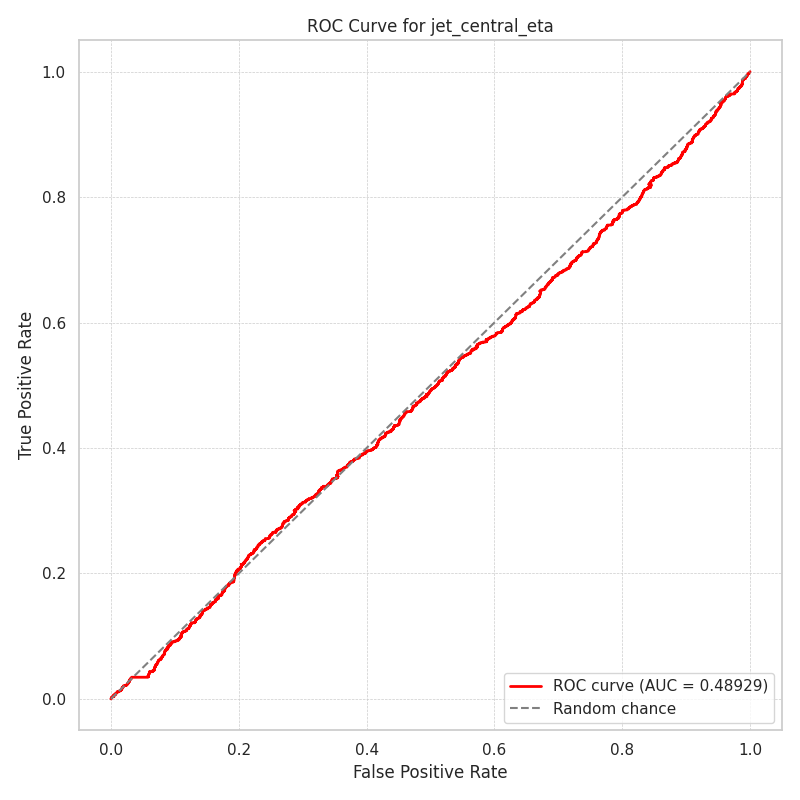 ROC Curve for jet_central_eta
True Positive Rate
1.0
0.8
0.6
0.4
0.2
0.0
ROC curve (AUC = 0.48929)
Random chance
0.0 0.2 0.4 0.6 0.8 1.0
False Positive Rate